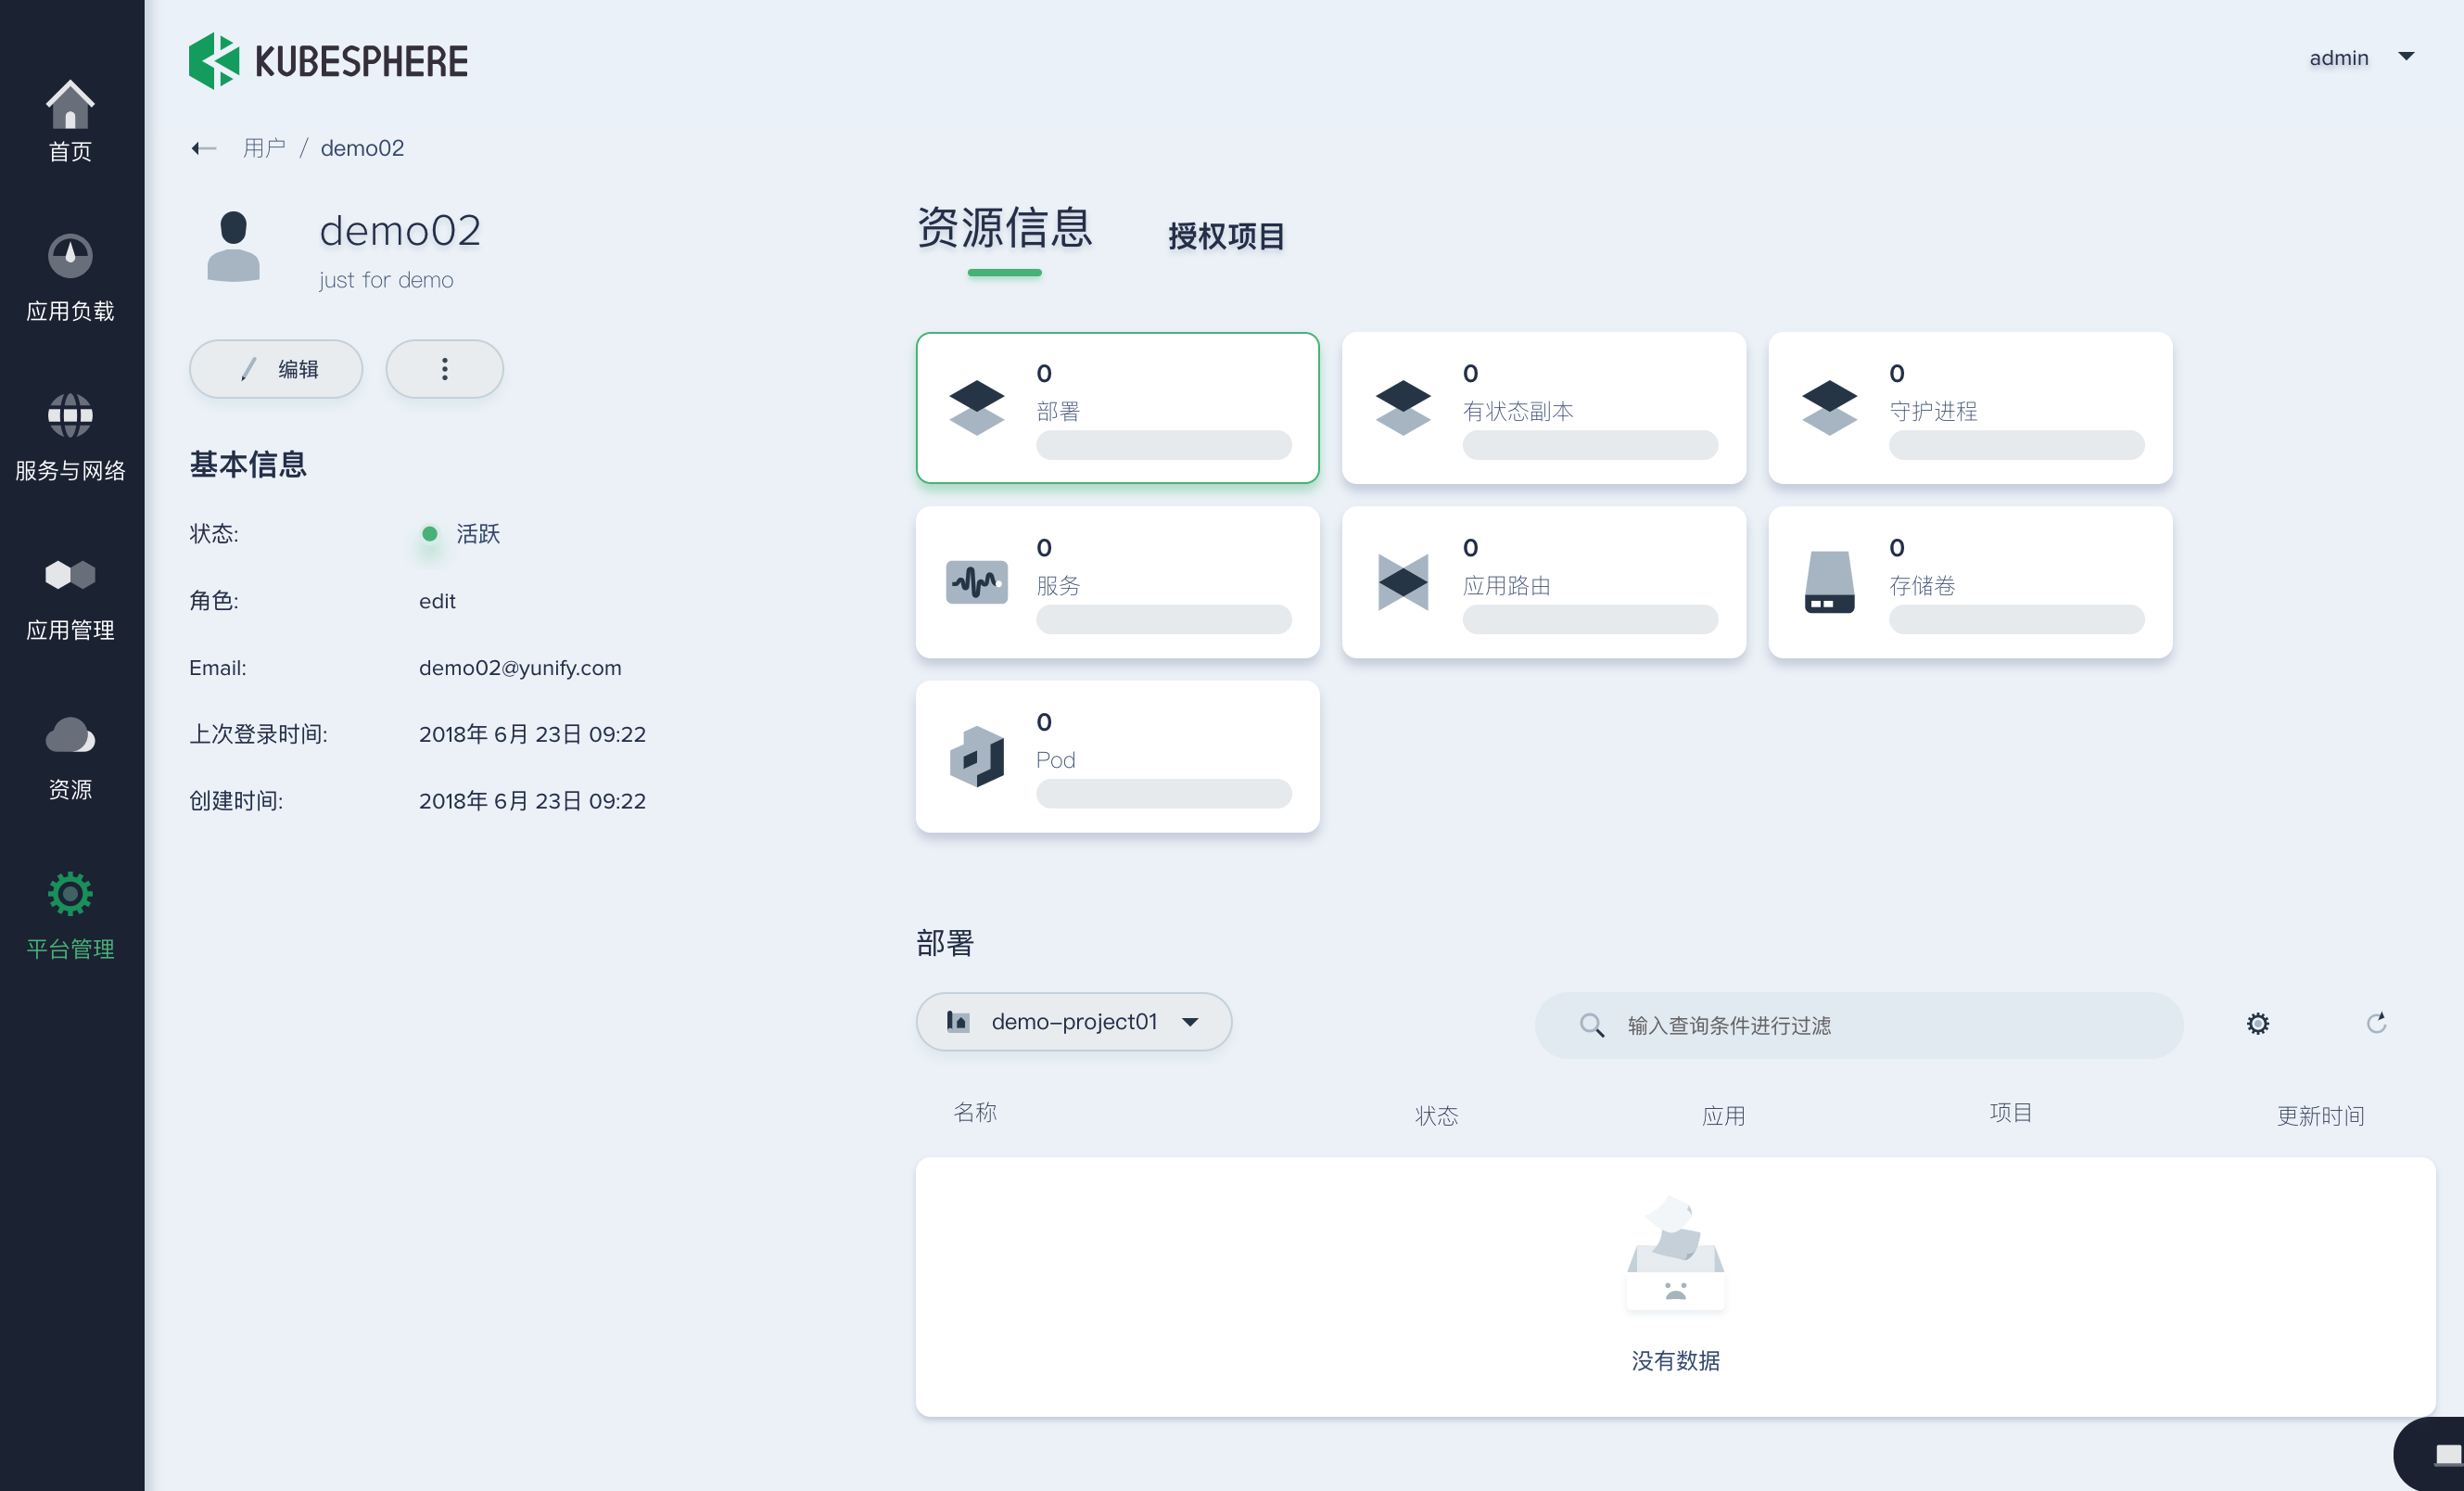 KUBESPHERE
admin
首页
应用负载
服务与网络
应用管理
资源
平台管理
用户 / demo02
demo02
just for demo
编辑
基本信息
状态: 活跃
角色: edit
Email: demo02@yunify.com
上次登录时间: 2018年 6月 23日 09:22
创建时间: 2018年 6月 23日 09:22
资源信息 授权项目
0
部署
0
有状态副本
0
守护进程
0
服务
0
应用路由
0
存储卷
0
Pod
部署
demo-project01
输入查询条件进行过滤
名称 状态 应用 项目 更新时间
没有数据